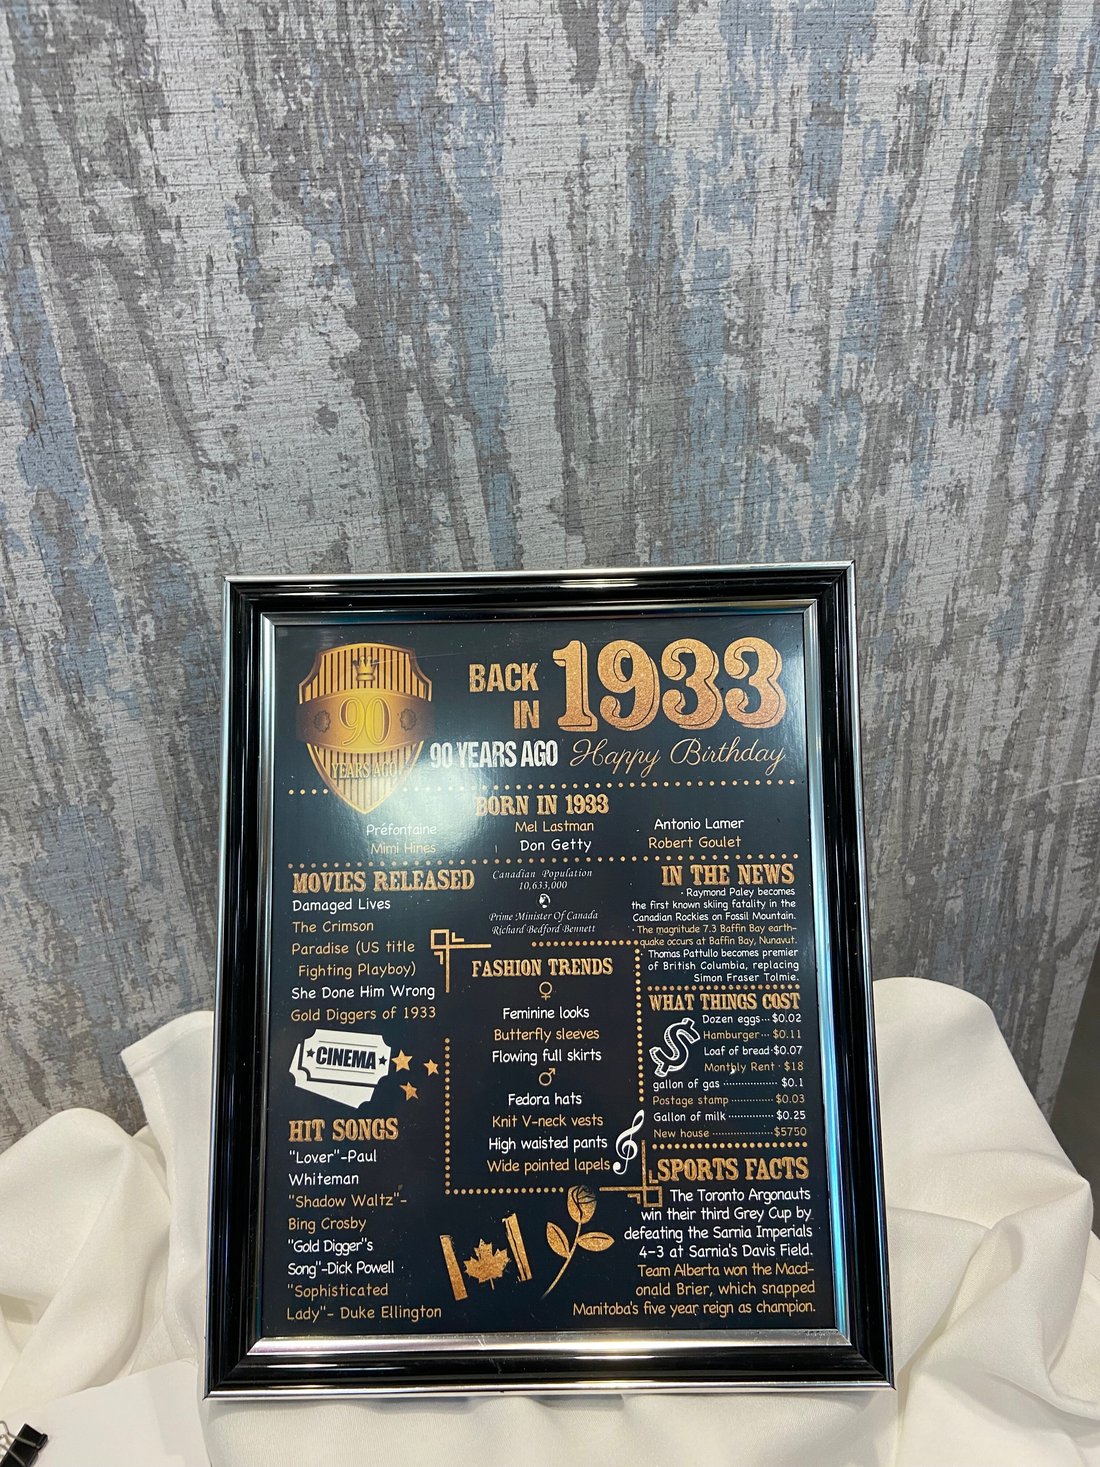 90
YEARS AGO
BACK
IN
1933
90 YEARS AGO Happy Birthday
BORN IN 1933
Préfontaine
Mimi Hines
Mel Lastman
Don Getty
Antonio Lamer
Robert Goulet
MOVIES RELEASED
Damaged Lives
The Crimson
Paradise (US title
Fighting Playboy)
She Done Him Wrong
Gold Diggers of 1933
CINEMA
HIT SONGS
"Lover"-Paul
Whiteman
"Shadow Waltz"-
Bing Crosby
"Gold Digger"s
Song"-Dick Powell
"Sophisticated
Lady"- Duke Ellington
Canadian Population
10,633,000
Prime Minister Of Canada
Richard Bedford Bennett
FASHION TRENDS
♀
Feminine looks
Butterfly sleeves
Flowing full skirts
♂
Fedora hats
Knit V-neck vests
High waisted pants
Wide pointed lapels
IN THE NEWS
· Raymond Paley becomes
the first known skiing fatality in the
Canadian Rockies on Fossil Mountain.
· The magnitude 7.3 Baffin Bay earth-
quake occurs at Baffin Bay, Nunavut.
· Thomas Pattullo becomes premier
of British Columbia, replacing
Simon Fraser Tolmie.
WHAT THINGS COST
$
Dozen eggs··· $0.02
Hamburger··· $0.11
Loaf of bread·$0.07
Monthly Rent · $18
gallon of gas ················· $0.1
Postage stamp ············ $0.03
Gallon of milk ············· $0.25
New house ·················$5750
SPORTS FACTS
The Toronto Argonauts
win their third Grey Cup by
defeating the Sarnia Imperials
4-3 at Sarnia's Davis Field.
Team Alberta won the Macd-
onald Brier, which snapped
Manitoba's five year reign as champion.